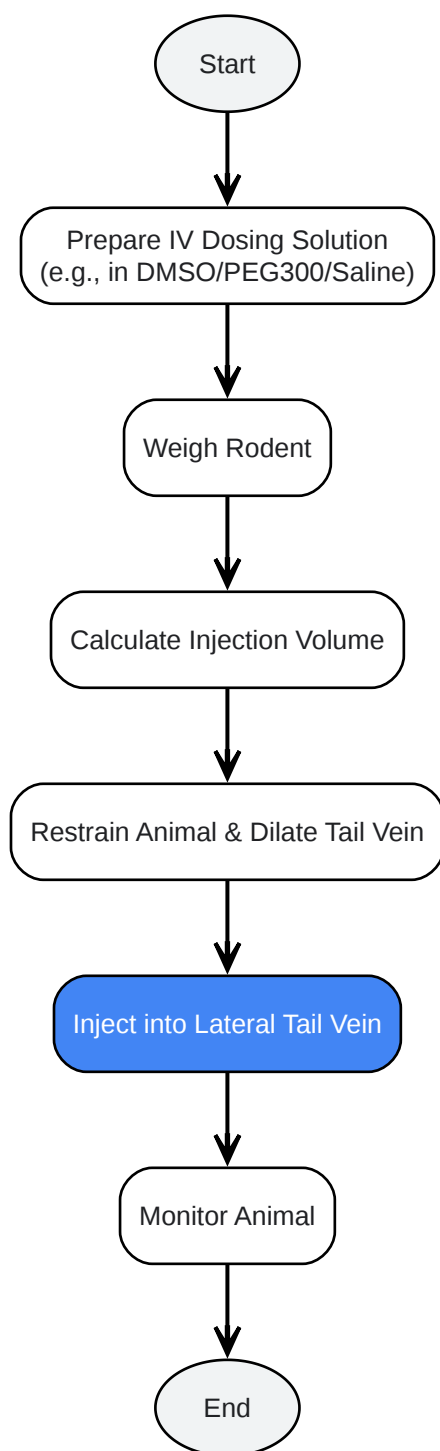 Start
Prepare IV Dosing Solution
(e.g., in DMSO/PEG300/Saline)
Weigh Rodent
Calculate Injection Volume
Restrain Animal & Dilate Tail Vein
Inject into Lateral Tail Vein
Monitor Animal
End